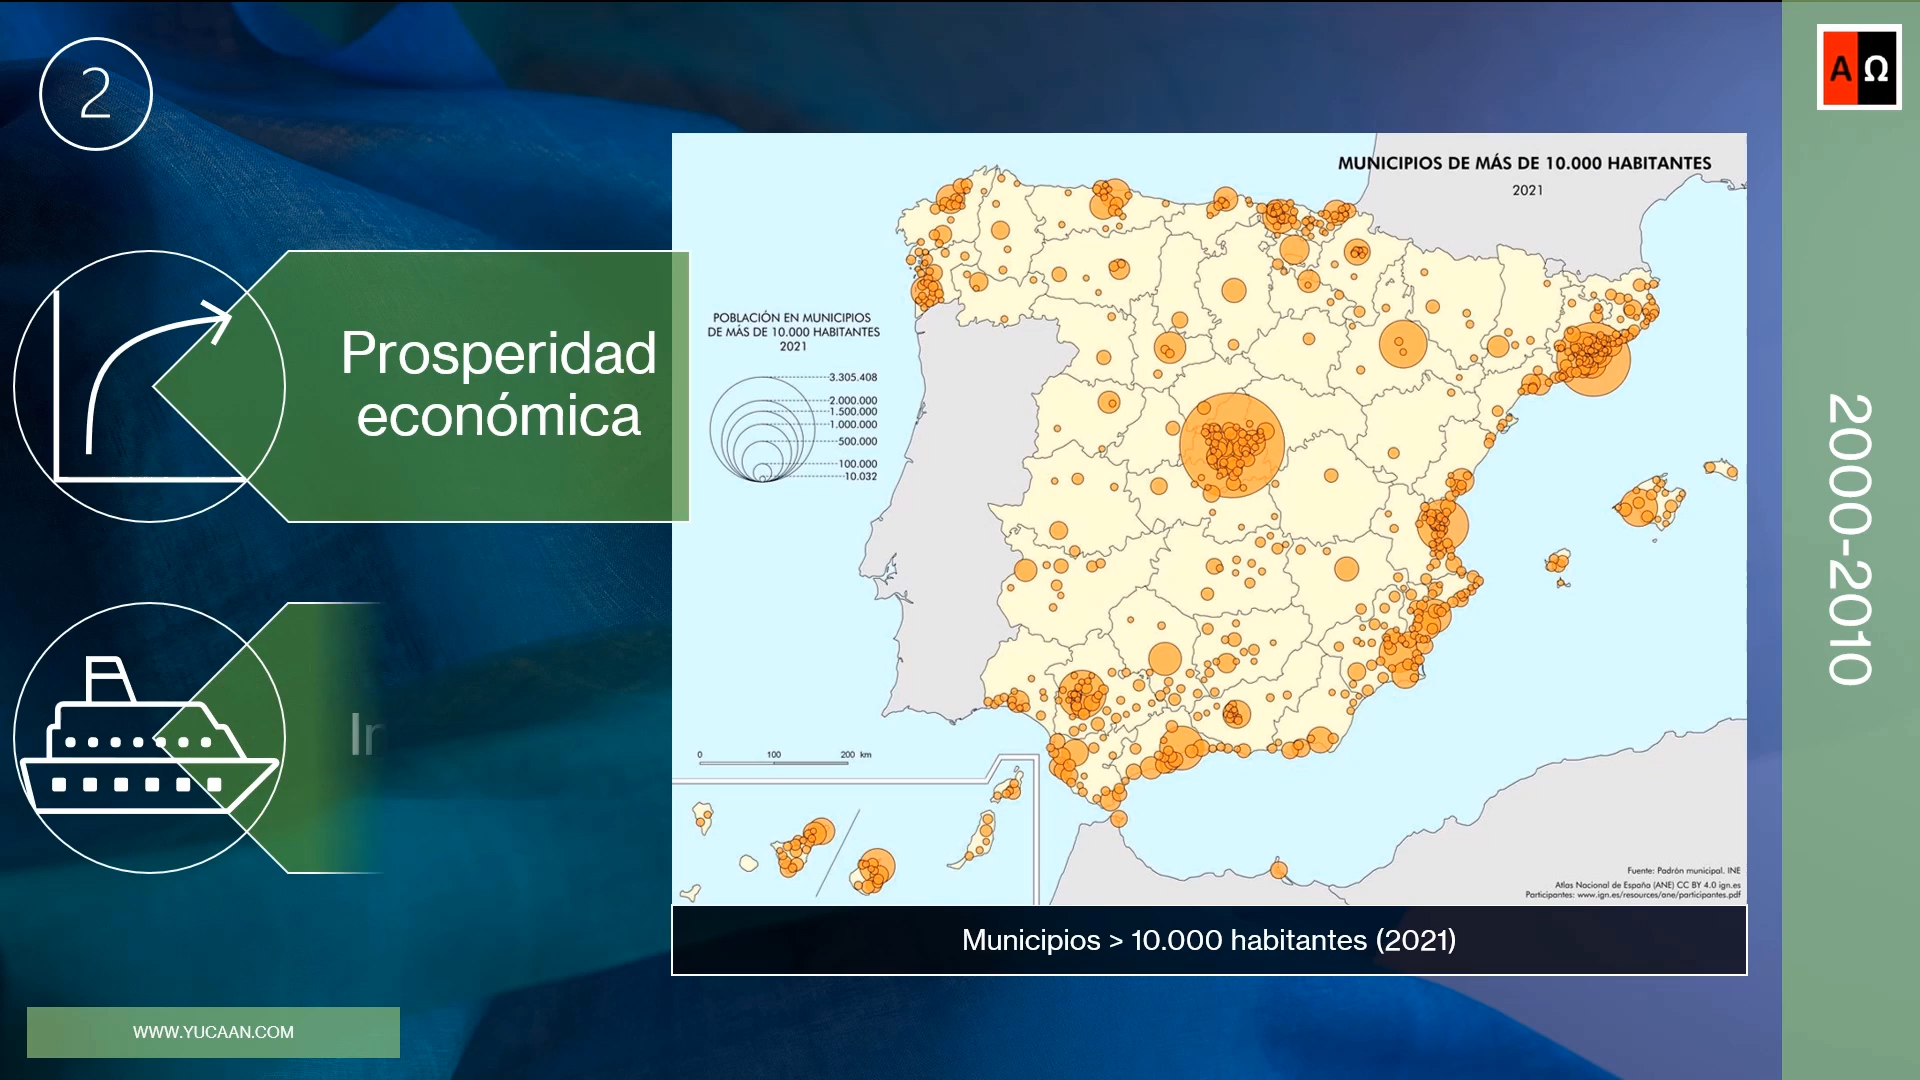 2
A Ω
Prosperidad
económica
In
MUNICIPIOS DE MÁS DE 10.000 HABITANTES
2021
POBLACIÓN EN MUNICIPIOS
DE MÁS DE 10.000 HABITANTES
2021
3.305.408
2.000.000
1.500.000
1.000.000
500.000
100.000
10.032
0 100 200 km
Fuente: Padrón municipal. INE
Atlas Nacional de España (ANE) CC BY 4.0 ign.es
Participantes: www.ign.es/resources/ane/participantes.pdf
Municipios > 10.000 habitantes (2021)
2000-2010
WWW.YUCAAN.COM